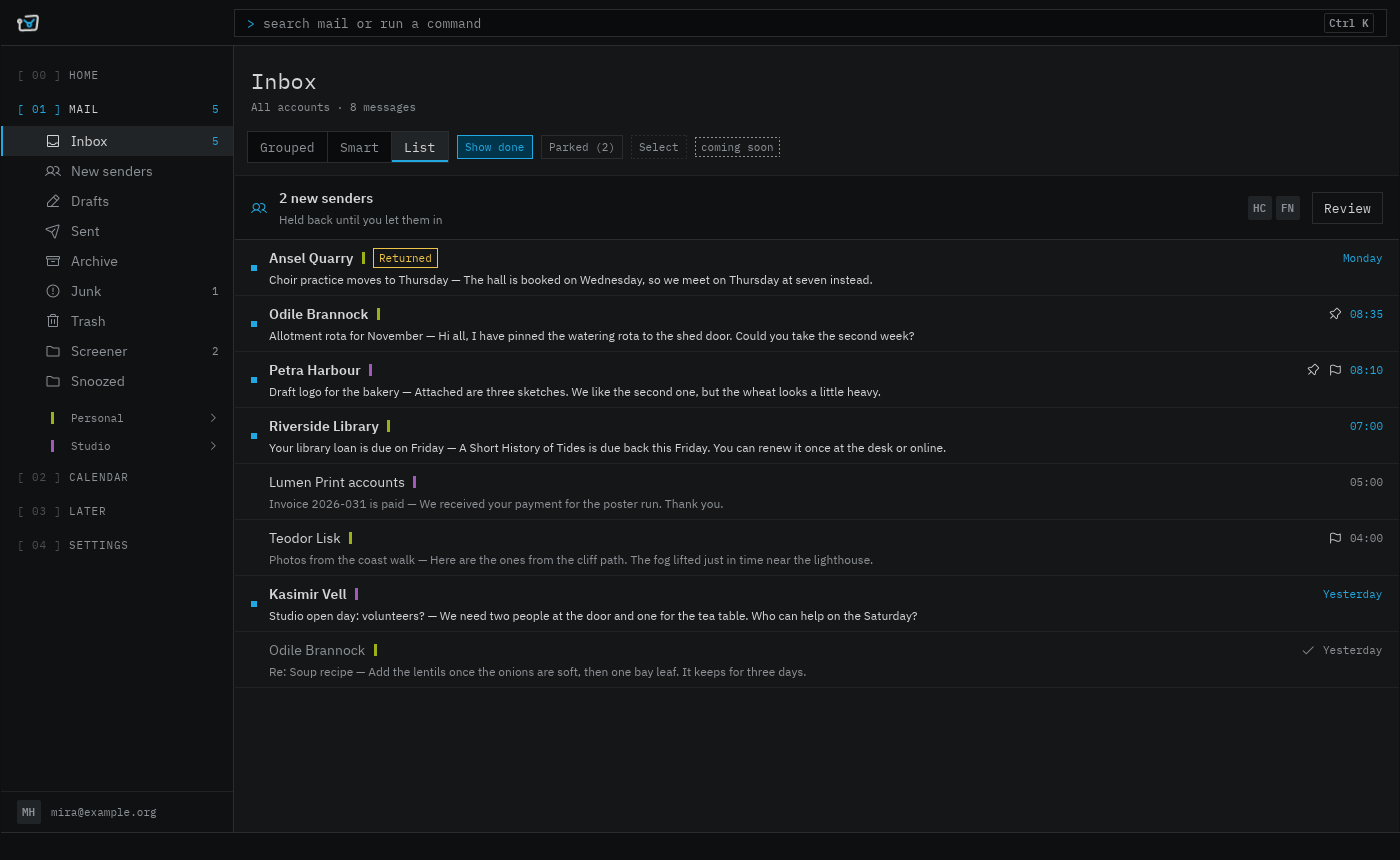 > search mail or run a command Ctrl K
[ 00 ] HOME
[ 01 ] MAIL 5
Inbox 5
New senders
Drafts
Sent
Archive
Junk 1
Trash
Screener 2
Snoozed
Personal
Studio
[ 02 ] CALENDAR
[ 03 ] LATER
[ 04 ] SETTINGS
MH mira@example.org
Inbox
All accounts · 8 messages
Grouped Smart List Show done Parked (2) Select coming soon
2 new senders
Held back until you let them in
HC FN Review
Ansel Quarry Returned Monday
Choir practice moves to Thursday — The hall is booked on Wednesday, so we meet on Thursday at seven instead.
Odile Brannock 08:35
Allotment rota for November — Hi all, I have pinned the watering rota to the shed door. Could you take the second week?
Petra Harbour 08:10
Draft logo for the bakery — Attached are three sketches. We like the second one, but the wheat looks a little heavy.
Riverside Library 07:00
Your library loan is due on Friday — A Short History of Tides is due back this Friday. You can renew it once at the desk or online.
Lumen Print accounts 05:00
Invoice 2026-031 is paid — We received your payment for the poster run. Thank you.
Teodor Lisk 04:00
Photos from the coast walk — Here are the ones from the cliff path. The fog lifted just in time near the lighthouse.
Kasimir Vell Yesterday
Studio open day: volunteers? — We need two people at the door and one for the tea table. Who can help on the Saturday?
Odile Brannock Yesterday
Re: Soup recipe — Add the lentils once the onions are soft, then one bay leaf. It keeps for three days.